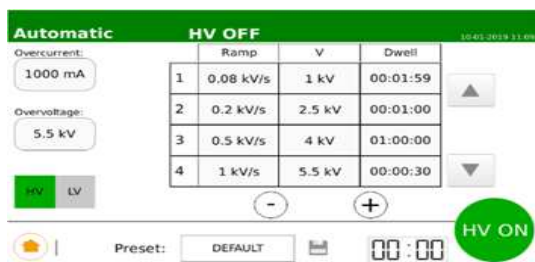 Automatic HV OFF 10-01-2019 11:09
Overcurrent:
1000 mA
Overvoltage:
5.5 kV
HV LV
Ramp V Dwell
1 0.08 kV/s 1 kV 00:01:59
2 0.2 kV/s 2.5 kV 00:01:00
3 0.5 kV/s 4 kV 01:00:00
4 1 kV/s 5.5 kV 00:00:30
- +
HV ON
Preset: DEFAULT 00:00